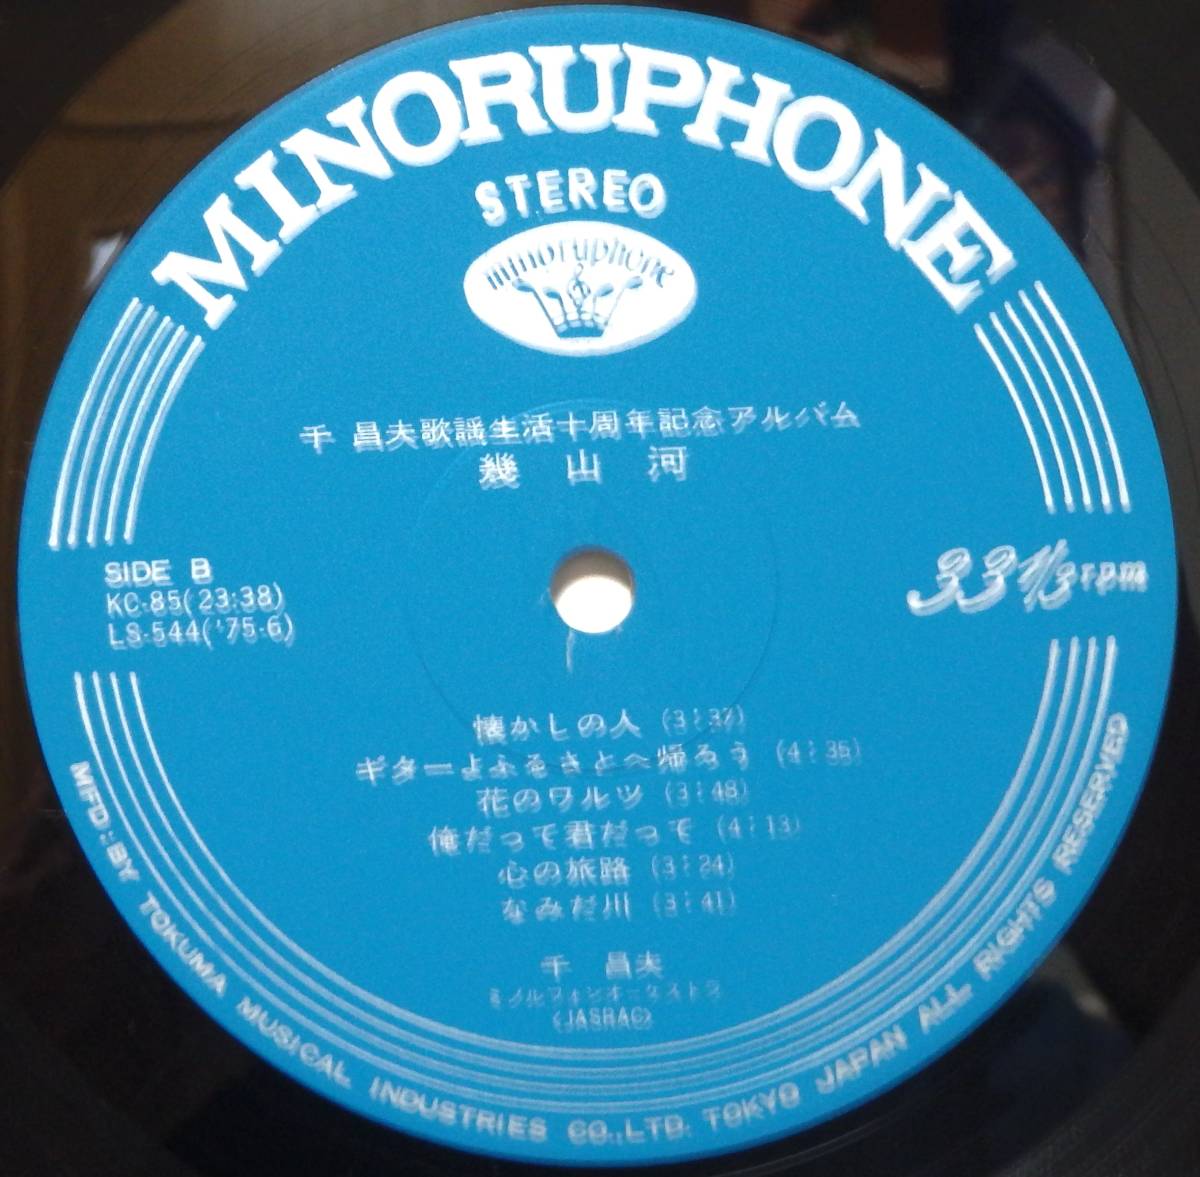 MINORUPHONE
STEREO
minoruphone
千 昌夫歌謡生活十周年記念アルバム
幾山河
SIDE B
KC-85(23:38)
LS-544('75-6)
33 1/3 rpm
懐かしの人 (3:32)
ギターよふるさとへ帰ろう (4:35)
花のワルツ (3:48)
俺だって君だって (4:13)
心の旅路 (3:24)
なみだ川 (3:41)
千 昌夫
ミノルフォンオーケストラ
(JASRAC)
MFD.:BY TOKUMA MUSICAL INDUSTRIES CO.,LTD. TOKYO JAPAN ALL RIGHTS RESERVED